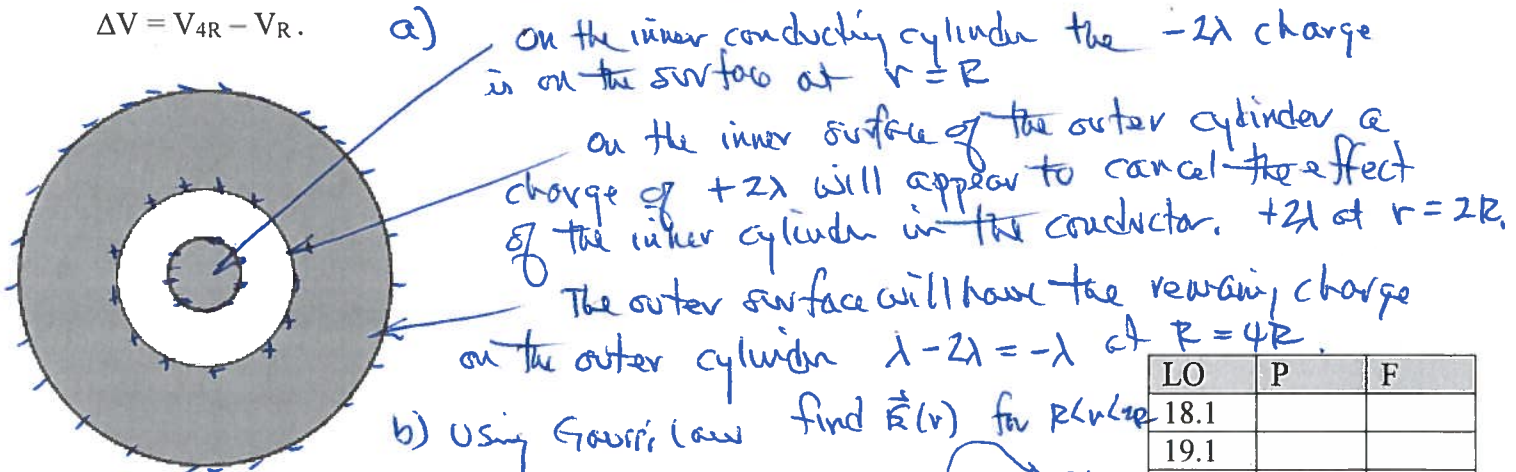 ΔV = V4R – VR.
a) on the inner conducting cylinder the -2λ charge
is on the surface at r = R
on the inner surface of the outer cylinder a
charge of +2λ will appear to cancel the effect
of the inner cylinder in the conductor. +2λ at r = 2R.
The outer surface will have the remaing charge
on the outer cylinder λ-2λ = -λ at R = 4R.
b) Using Gauss's law find E⃗(r) for R<r<2R
LO P F
18.1
19.1